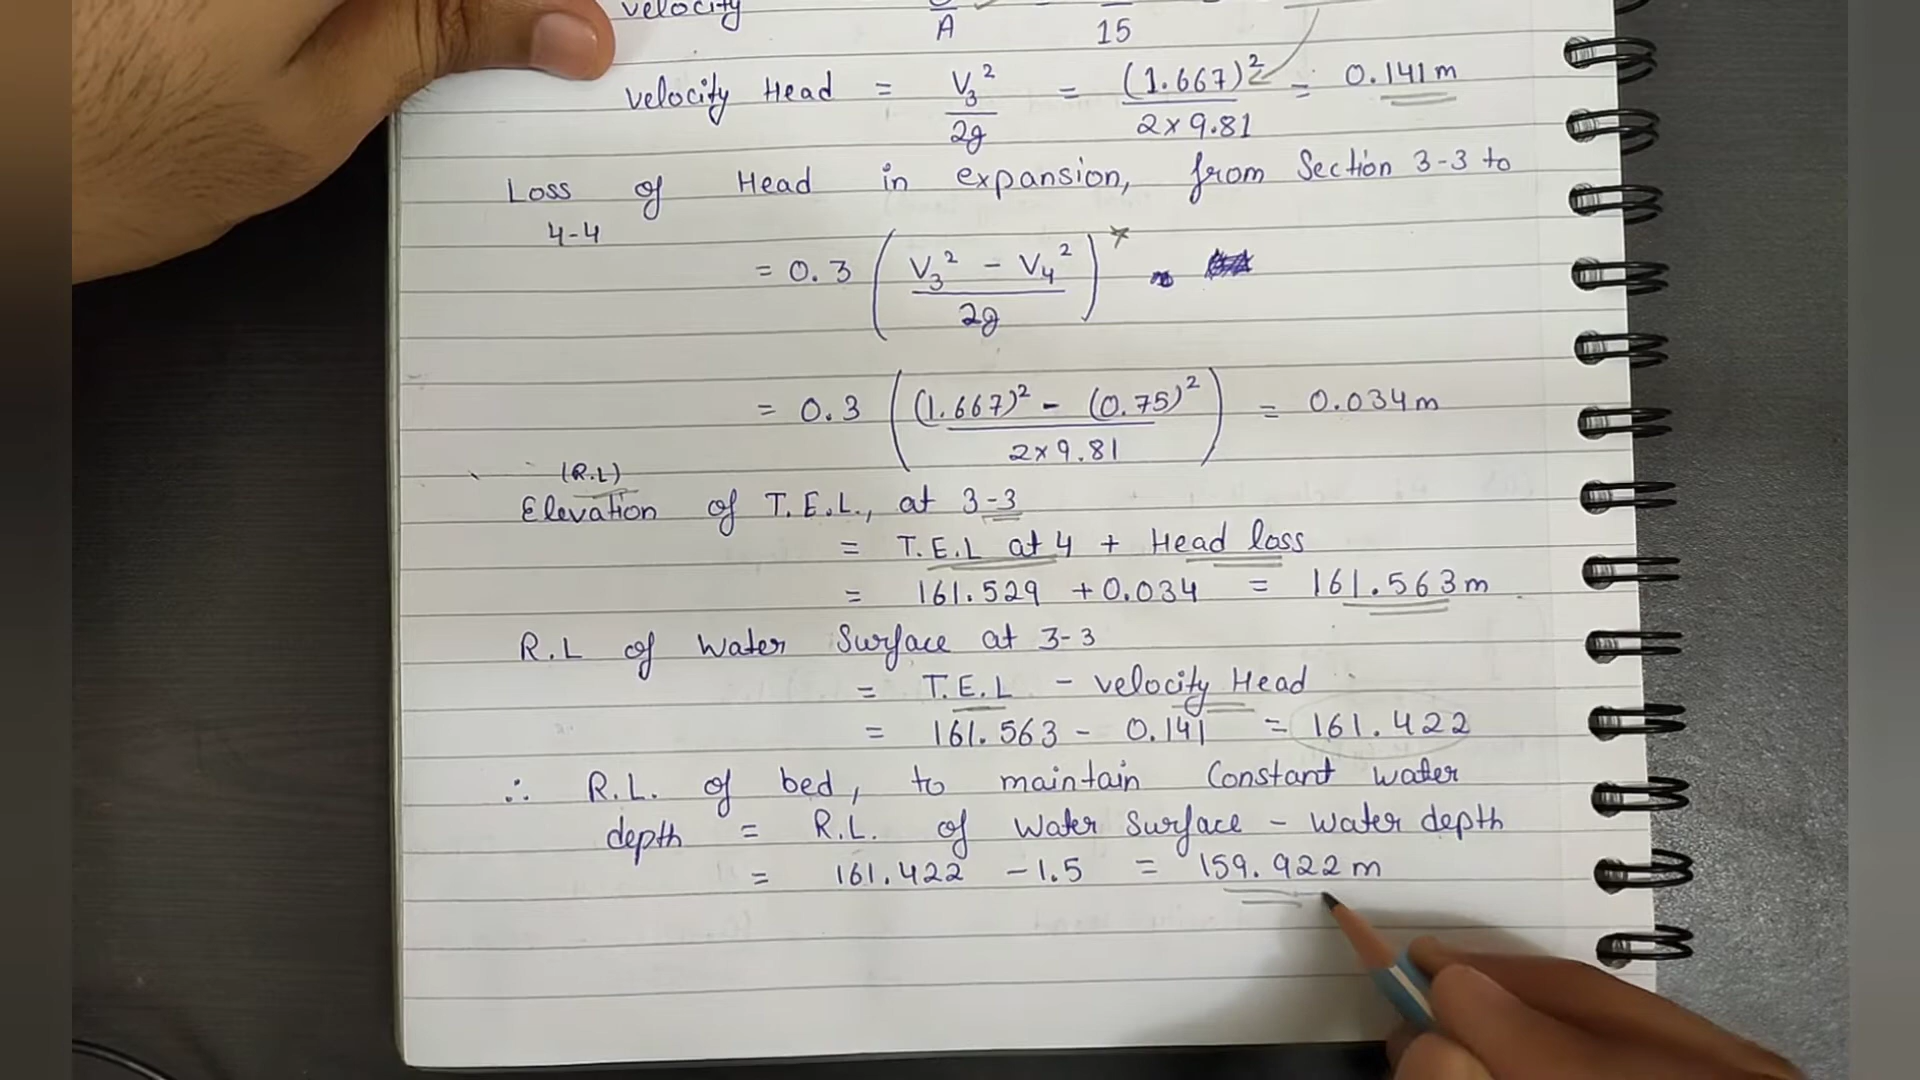 velocity
A 15
Velocity Head = V₃²/2g = (1.667)²/2×9.81 = 0.141 m
Loss of Head in expansion, from Section 3-3 to
4-4
= 0.3 (V₃² - V₄²/2g)*
= 0.3 ((1.667)² - (0.75)²/2×9.81) = 0.034 m
(R.L)
Elevation of T.E.L., at 3-3
= T.E.L at 4 + Head loss
= 161.529 + 0.034 = 161.563 m
R.L of Water Surface at 3-3
= T.E.L - velocity Head
= 161.563 - 0.141 = 161.422
∴ R.L. of bed, to maintain Constant water
depth = R.L. of Water Surface - Water depth
= 161.422 - 1.5 = 159.922 m